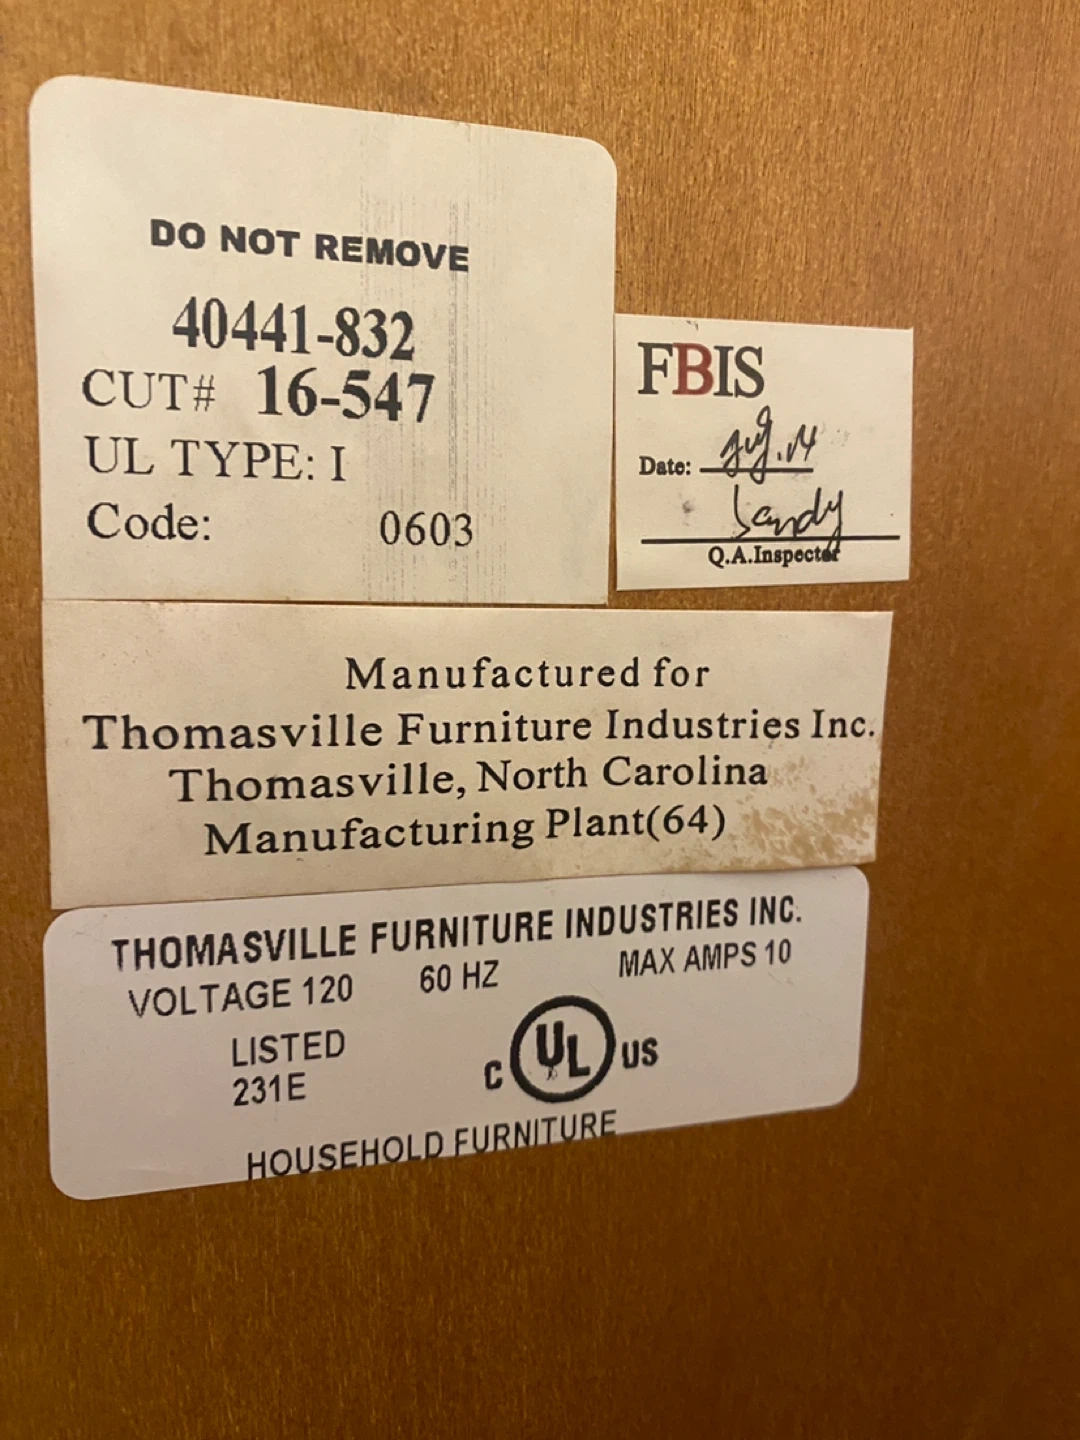 DO NOT REMOVE
40441-832
CUT# 16-547
UL TYPE: I
Code: 0603
FBIS
Date: Aug.14
Sandy
Q.A.Inspector
Manufactured for
Thomasville Furniture Industries Inc.
Thomasville, North Carolina
Manufacturing Plant(64)
THOMASVILLE FURNITURE INDUSTRIES INC.
VOLTAGE 120 60 HZ MAX AMPS 10
LISTED
231E
C UL US
HOUSEHOLD FURNITURE